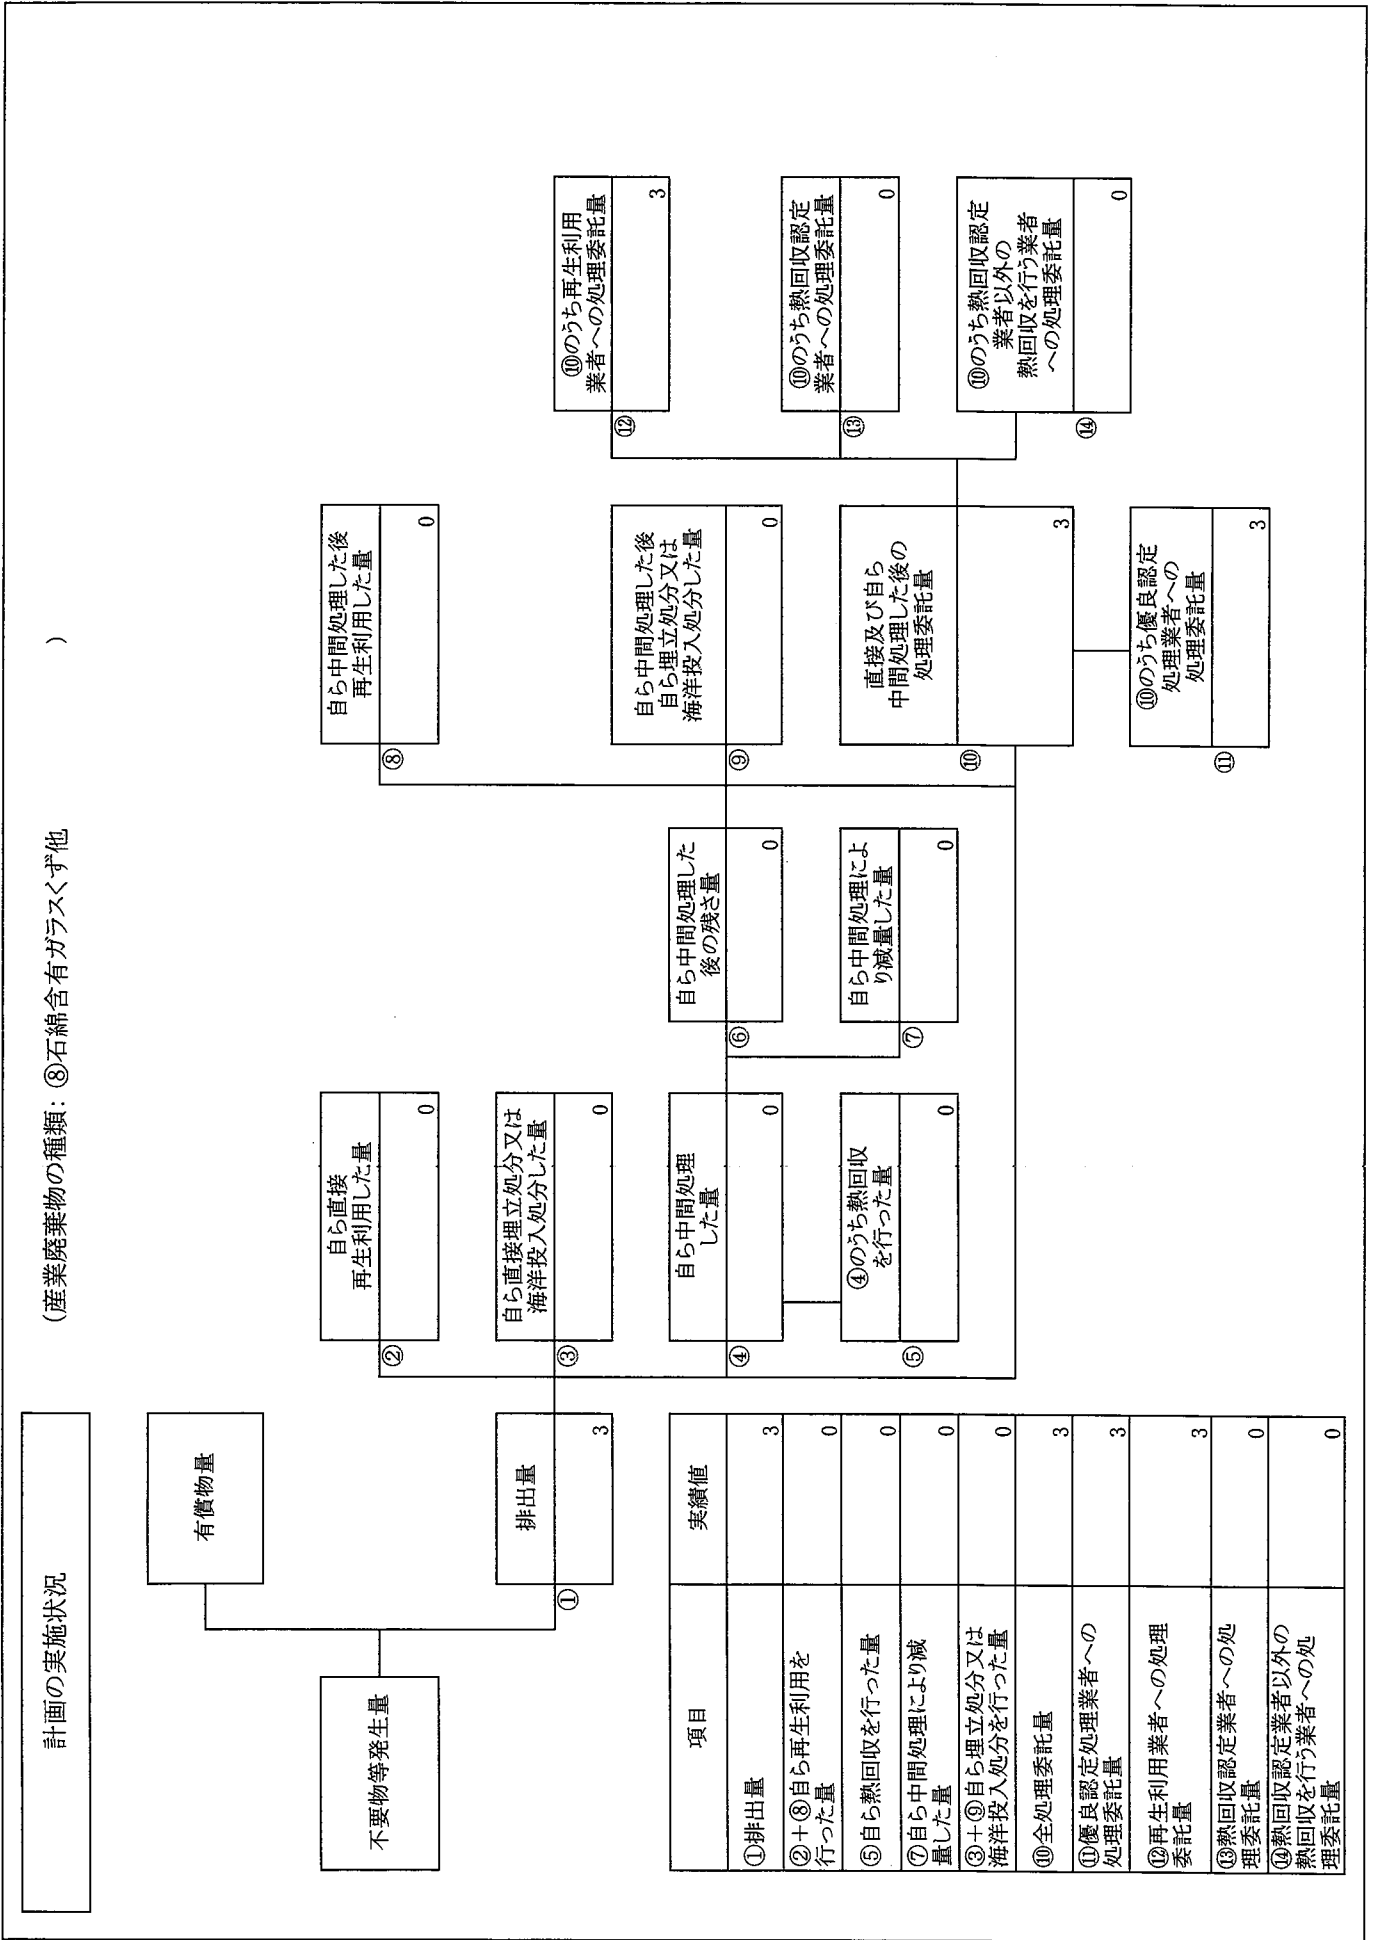 計画の実施状況
(産業廃棄物の種類:⑧石綿含有ガラスくず他
)
不要物等発生量
有償物量
①
排出量
3
②
自ら直接
再生利用した量
0
③
自ら直接埋立処分又は
海洋投入処分した量
0
④
自ら中間処理
した量
0
⑤
④のうち熱回収
を行った量
0
⑥
自ら中間処理した
後の残さ量
0
⑦
自ら中間処理によ
り減量した量
0
⑧
自ら中間処理した後
再生利用した量
0
⑨
自ら中間処理した後
自ら埋立処分又は
海洋投入処分した量
0
⑩
直接及び自ら
中間処理した後の
処理委託量
3
⑪
⑩のうち優良認定
処理業者への
処理委託量
3
⑫
⑩のうち再生利用
業者への処理委託量
3
⑬
⑩のうち熱回収認定
業者への処理委託量
0
⑭
⑩のうち熱回収認定
業者以外の
熱回収を行う業者
への処理委託量
0
項目 実績値
①排出量 3
②+⑧自ら再生利用を
行った量 0
⑤自ら熱回収を行った量 0
⑦自ら中間処理により減
量した量 0
③+⑨自ら埋立処分又は
海洋投入処分を行った量 0
⑩全処理委託量 3
⑪優良認定処理業者への
処理委託量 3
⑫再生利用業者への処理
委託量 3
⑬熱回収認定業者への処
理委託量 0
⑭熱回収認定業者以外の
熱回収を行う業者への処
理委託量 0